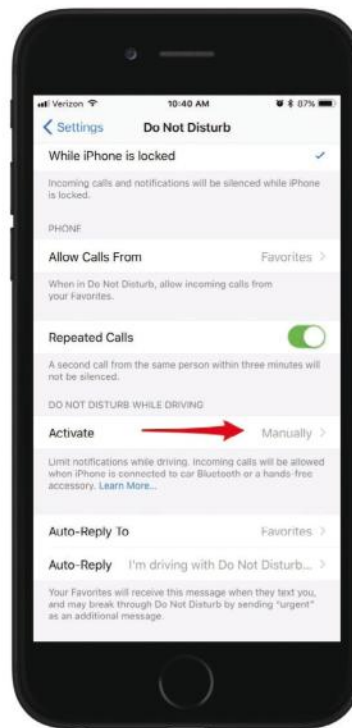 Verizon 10:40 AM 87%
Settings Do Not Disturb
While iPhone is locked
Incoming calls and notifications will be silenced while iPhone
is locked.
PHONE
Allow Calls From Favorites
When in Do Not Disturb, allow incoming calls from
your Favorites.
Repeated Calls
A second call from the same person within three minutes will
not be silenced.
DO NOT DISTURB WHILE DRIVING
Activate Manually
Limit notifications while driving. Incoming calls will be allowed
when iPhone is connected to car Bluetooth or a hands-free
accessory. Learn More...
Auto-Reply To Favorites
Auto-Reply I'm driving with Do Not Disturb...
Your Favorites will receive this message when they text you,
and may break through Do Not Disturb by sending "urgent"
as an additional message.